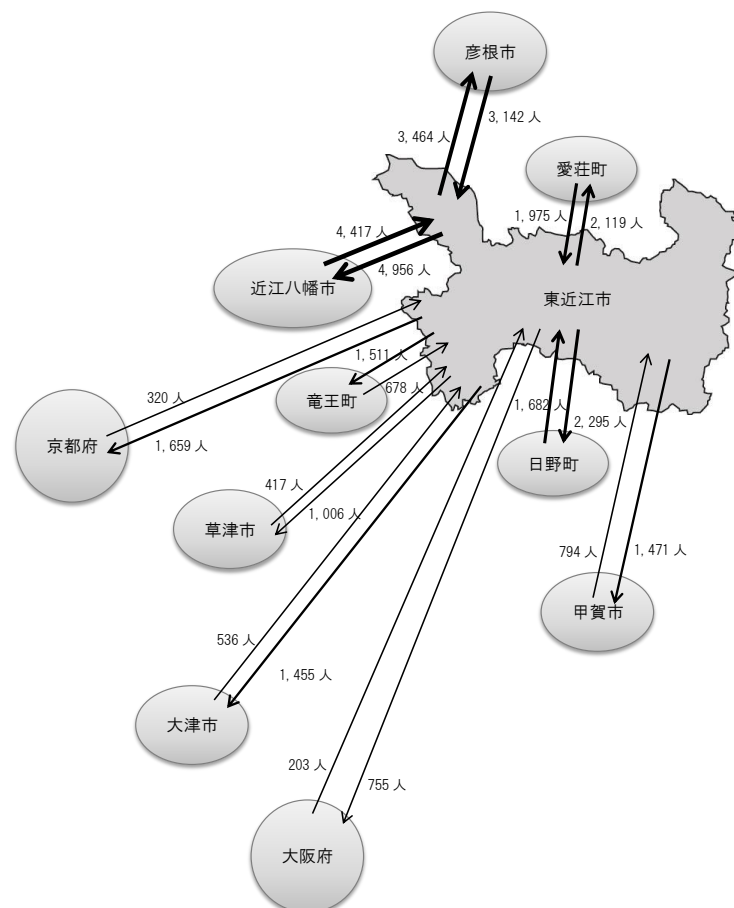 彦根市
3,142 人
3,464 人
愛荘町
1,975 人
2,119 人
4,417 人
4,956 人
近江八幡市
東近江市
1,511 人
320 人
678 人
竜王町
1,682 人
2,295 人
京都府
1,659 人
日野町
417 人
1,006 人
草津市
794 人
1,471 人
甲賀市
536 人
1,455 人
大津市
203 人
755 人
大阪府